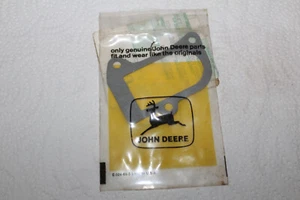 only genuine John Deere parts
fit and wear like the originals
JOHN DEERE